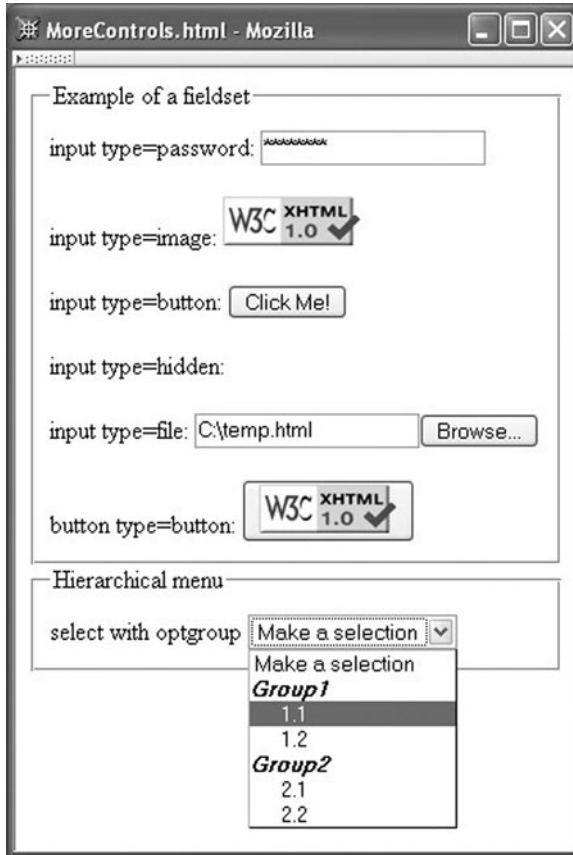 MoreControls.html - Mozilla
Example of a fieldset
input type=password: ********
input type=image: W3C XHTML 1.0
input type=button: Click Me!
input type=hidden:
input type=file: C:\temp.html Browse...
button type=button: W3C XHTML 1.0
Hierarchical menu
select with optgroup Make a selection
Make a selection
Group1
1.1
1.2
Group2
2.1
2.2